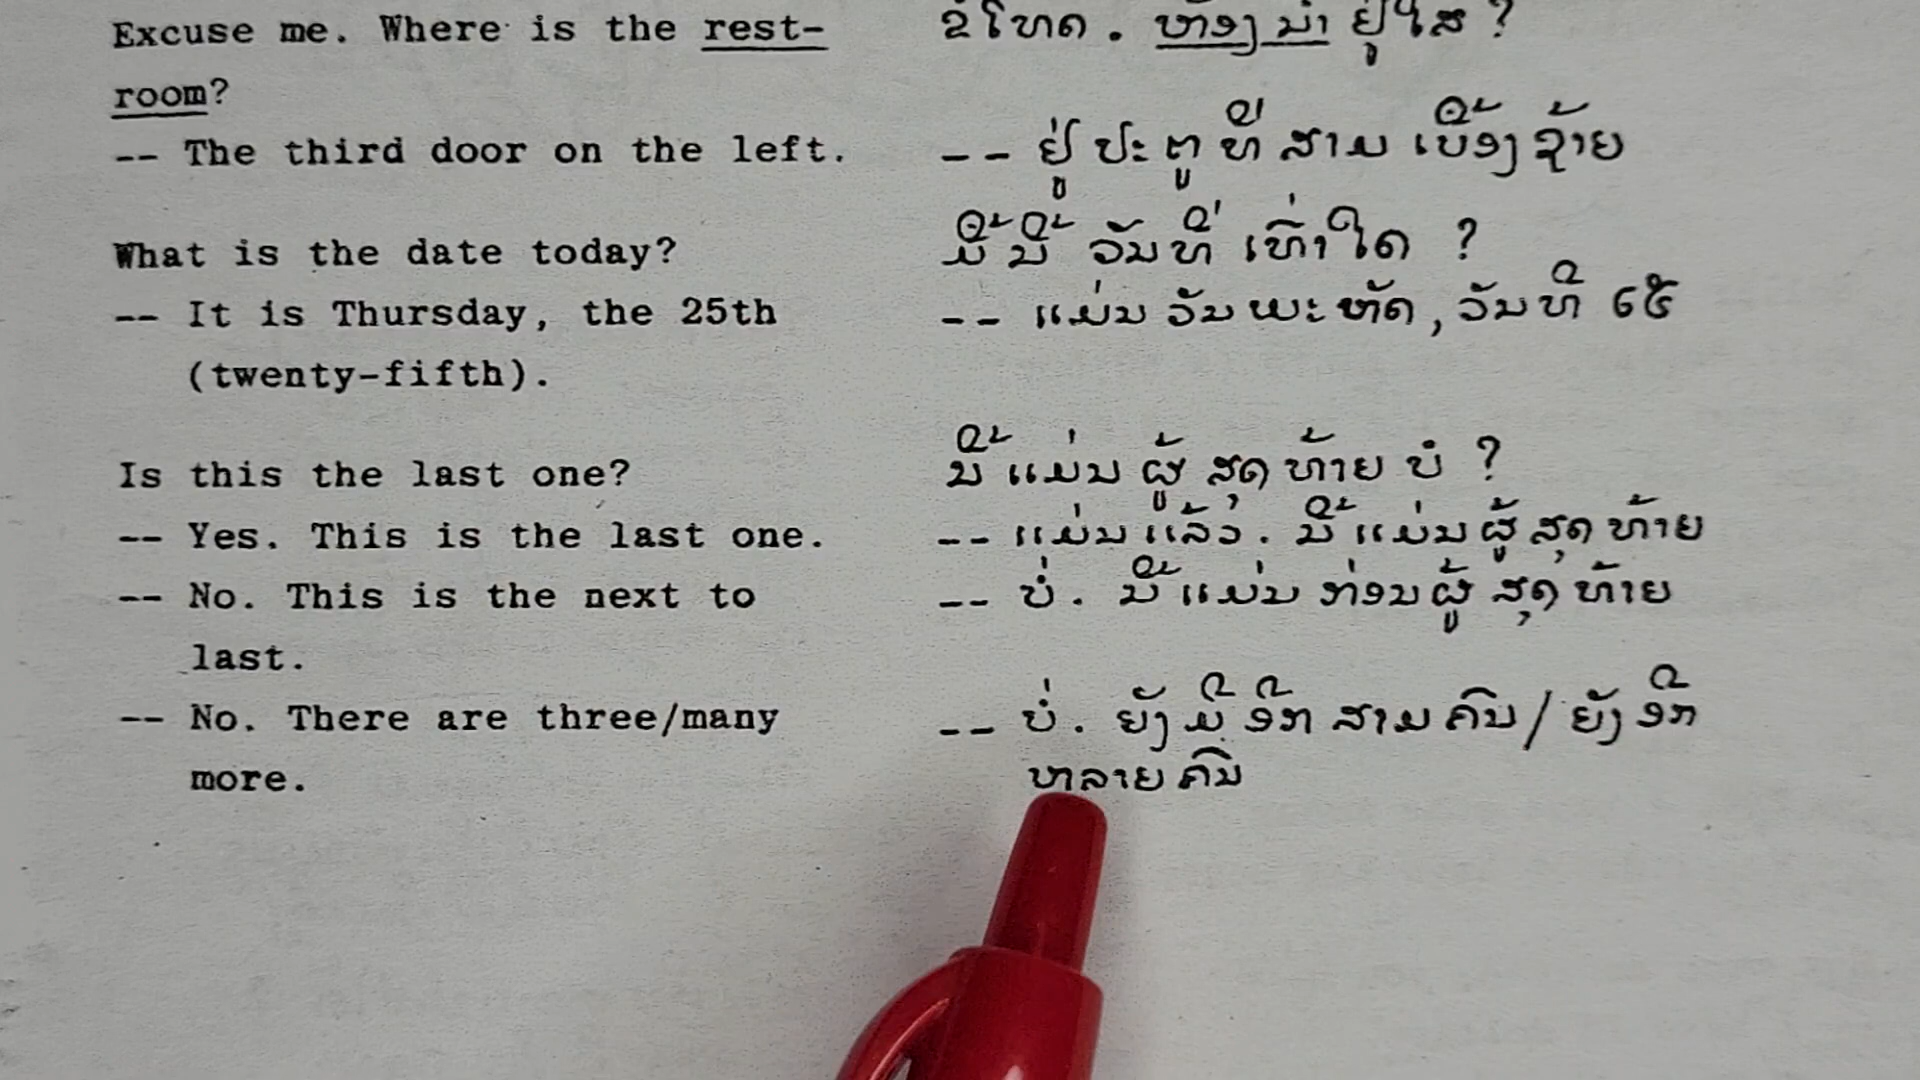 Excuse me. Where is the rest-
room?
-- The third door on the left.
What is the date today?
-- It is Thursday, the 25th
(twenty-fifth).
Is this the last one?
-- Yes. This is the last one.
-- No. This is the next to
last.
-- No. There are three/many
more.
ຂໍໂທດ. ຫ້ອງນ້ຳ ຢູ່ໃສ?
-- ຢູ່ປະຕູທີ່ສາມເບື້ອງຊ້າຍ
ມື້ນີ້ ວັນທີ່ ເທົ່າໃດ ?
-- ແມ່ນ ວັນ ພະຫັດ, ວັນທີ ໒໕
ນີ້ ແມ່ນ ຜູ້ ສຸດ ທ້າຍ ບໍ ?
-- ແມ່ນແລ້ວ. ນີ້ ແມ່ນຜູ້ສຸດທ້າຍ
-- ບໍ່. ນີ້ແມ່ນ ກ່ອນຜູ້ ສຸດທ້າຍ
-- ບໍ່. ຍັງມີ ອີກ ສາມ ຄົນ/ ຍັງ ອີກ
ຫລາຍຄົນ